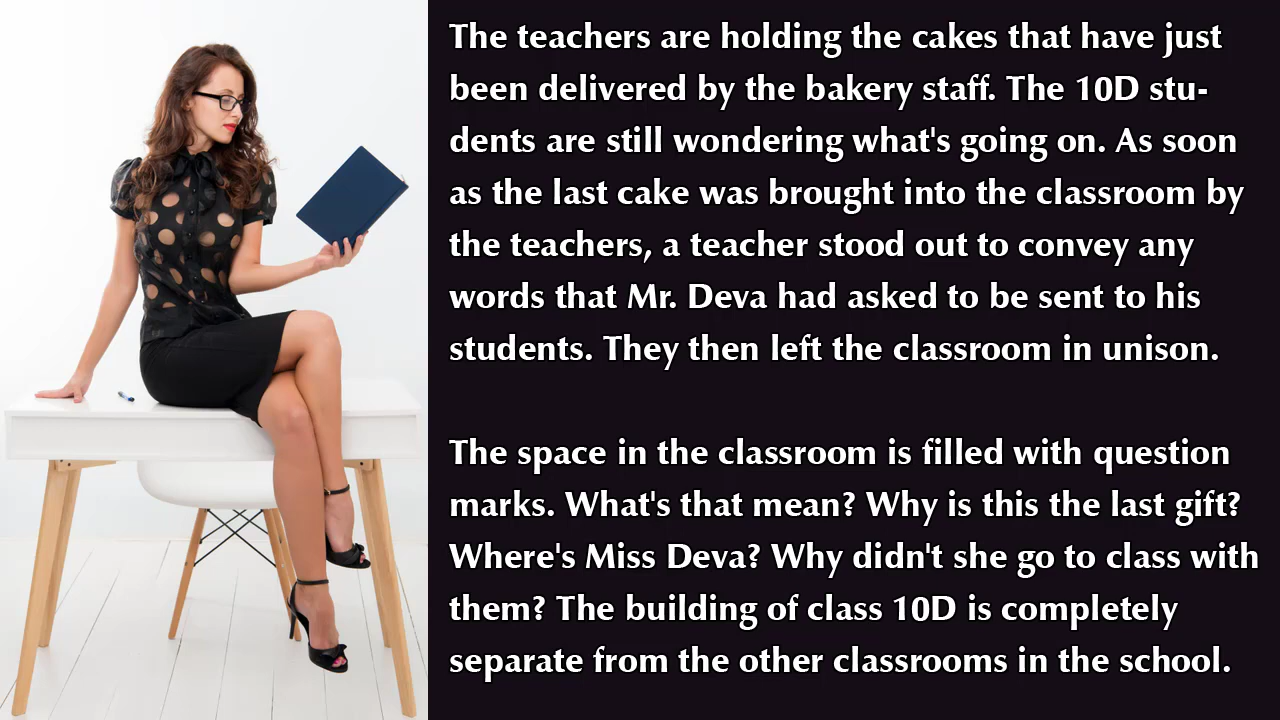 The teachers are holding the cakes that have just
been delivered by the bakery staff. The 10D stu-
dents are still wondering what's going on. As soon
as the last cake was brought into the classroom by
the teachers, a teacher stood out to convey any
words that Mr. Deva had asked to be sent to his
students. They then left the classroom in unison.
The space in the classroom is filled with question
marks. What's that mean? Why is this the last gift?
Where's Miss Deva? Why didn't she go to class with
them? The building of class 10D is completely
separate from the other classrooms in the school.